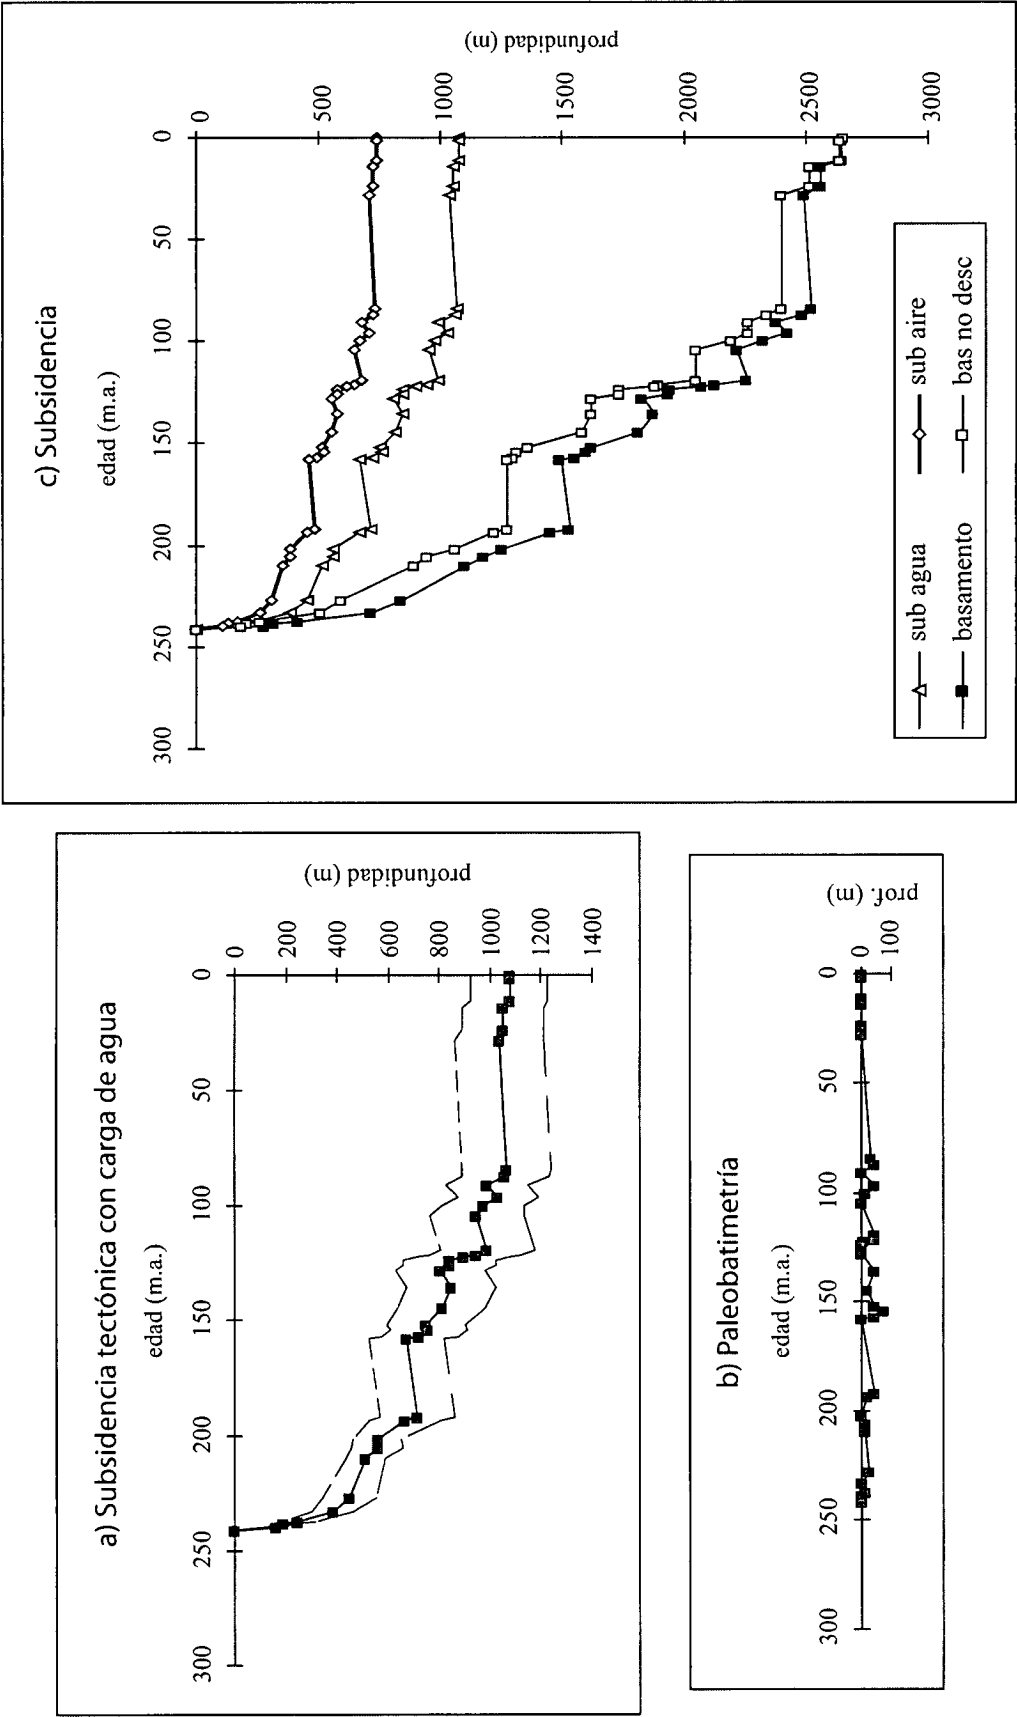 a) Subsidencia tectónica con carga de agua
edad (m.a.)
300 250 200 150 100 50 0
0
200
400
600
800
1000
1200
1400
profundidad (m)
b) Paleobatimetría
edad (m.a.)
300 250 200 150 100 50 0
0
100
prof. (m)
c) Subsidencia
edad (m.a.)
300 250 200 150 100 50 0
0
500
1000
1500
2000
2500
3000
profundidad (m)
sub agua sub aire
basamento bas no desc